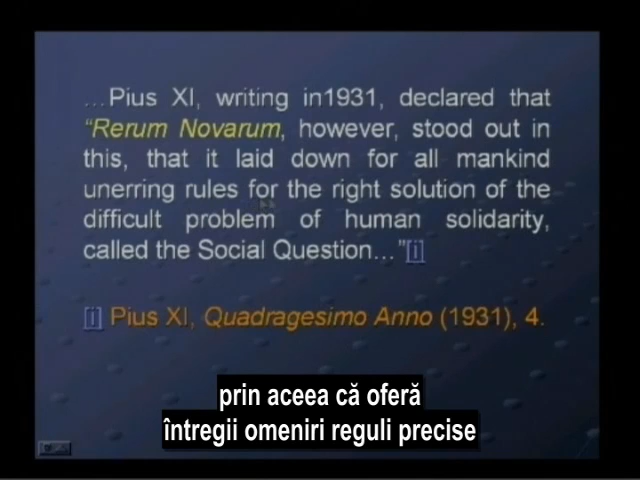 …Pius XI, writing in1931, declared that
“Rerum Novarum, however, stood out in
this, that it laid down for all mankind
unerring rules for the right solution of the
difficult problem of human solidarity,
called the Social Question…”[i]
[i] Pius XI, Quadragesimo Anno (1931), 4.
prin aceea că oferă
întregii omeniri reguli precise